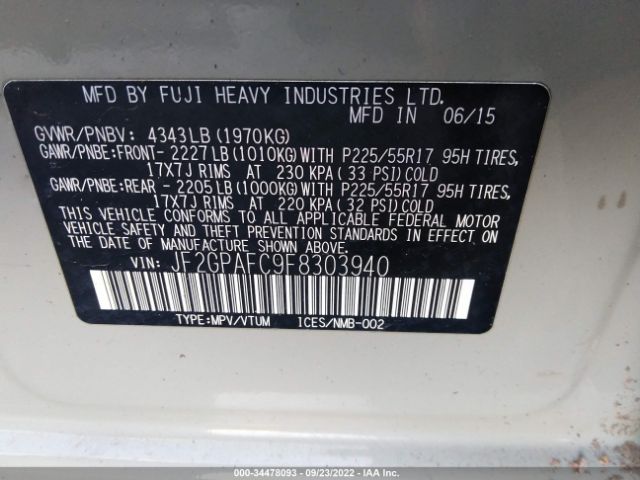 MFD BY FUJI HEAVY INDUSTRIES LTD.
MFD IN 06/15
GVWR/PNBV: 4343LB(1970KG)
GAWR/PNBE:FRONT- 2227LB(1010KG)WITH P225/55R17 95H TIRES,
17X7J RIMS AT 230 KPA( 33 PSI)COLD
GAWR/PNBE:REAR - 2205LB(1000KG)WITH P225/55R17 95H TIRES,
17X7J RIMS AT 220 KPA( 32 PSI)COLD
THIS VEHICLE CONFORMS TO ALL APPLICABLE FEDERAL MOTOR
VEHICLE SAFETY AND THEFT PREVENTION STANDARDS IN EFFECT
ON THE DATE OF MANUFACTURE SHOWN ABOVE.
VIN: JF2GPAFC9F8303940
TYPE:MPV/VTUM ICES/NMB-002
000-34478093 - 09/23/2022 - IAA Inc.